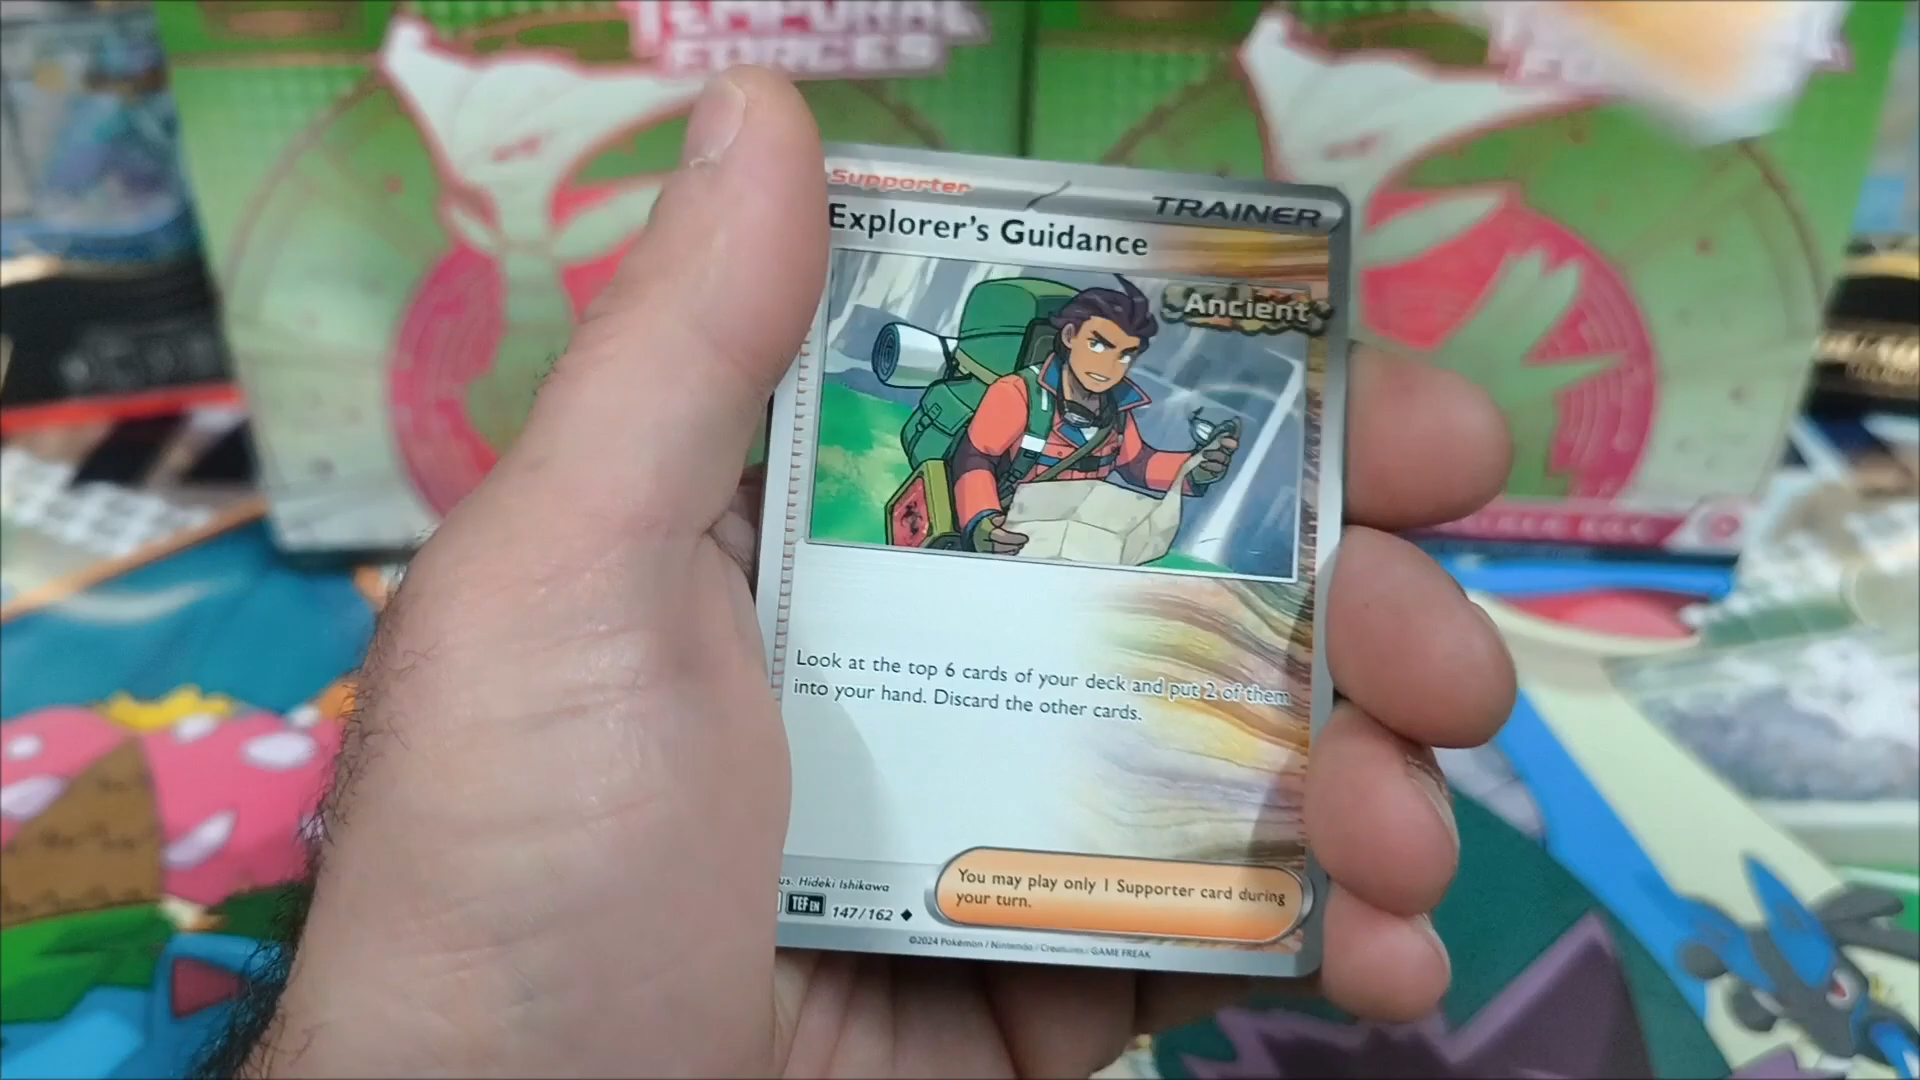 TEMPORAL
FORCES
Supporter
TRAINER
Explorer's Guidance
Ancient
Look at the top 6 cards of your deck and put 2 of them
into your hand. Discard the other cards.
us. Hideki Ishikawa
TEF EN 147/162
You may play only 1 Supporter card during
your turn.
©2024 Pokémon / Nintendo / Creatures / GAME FREAK